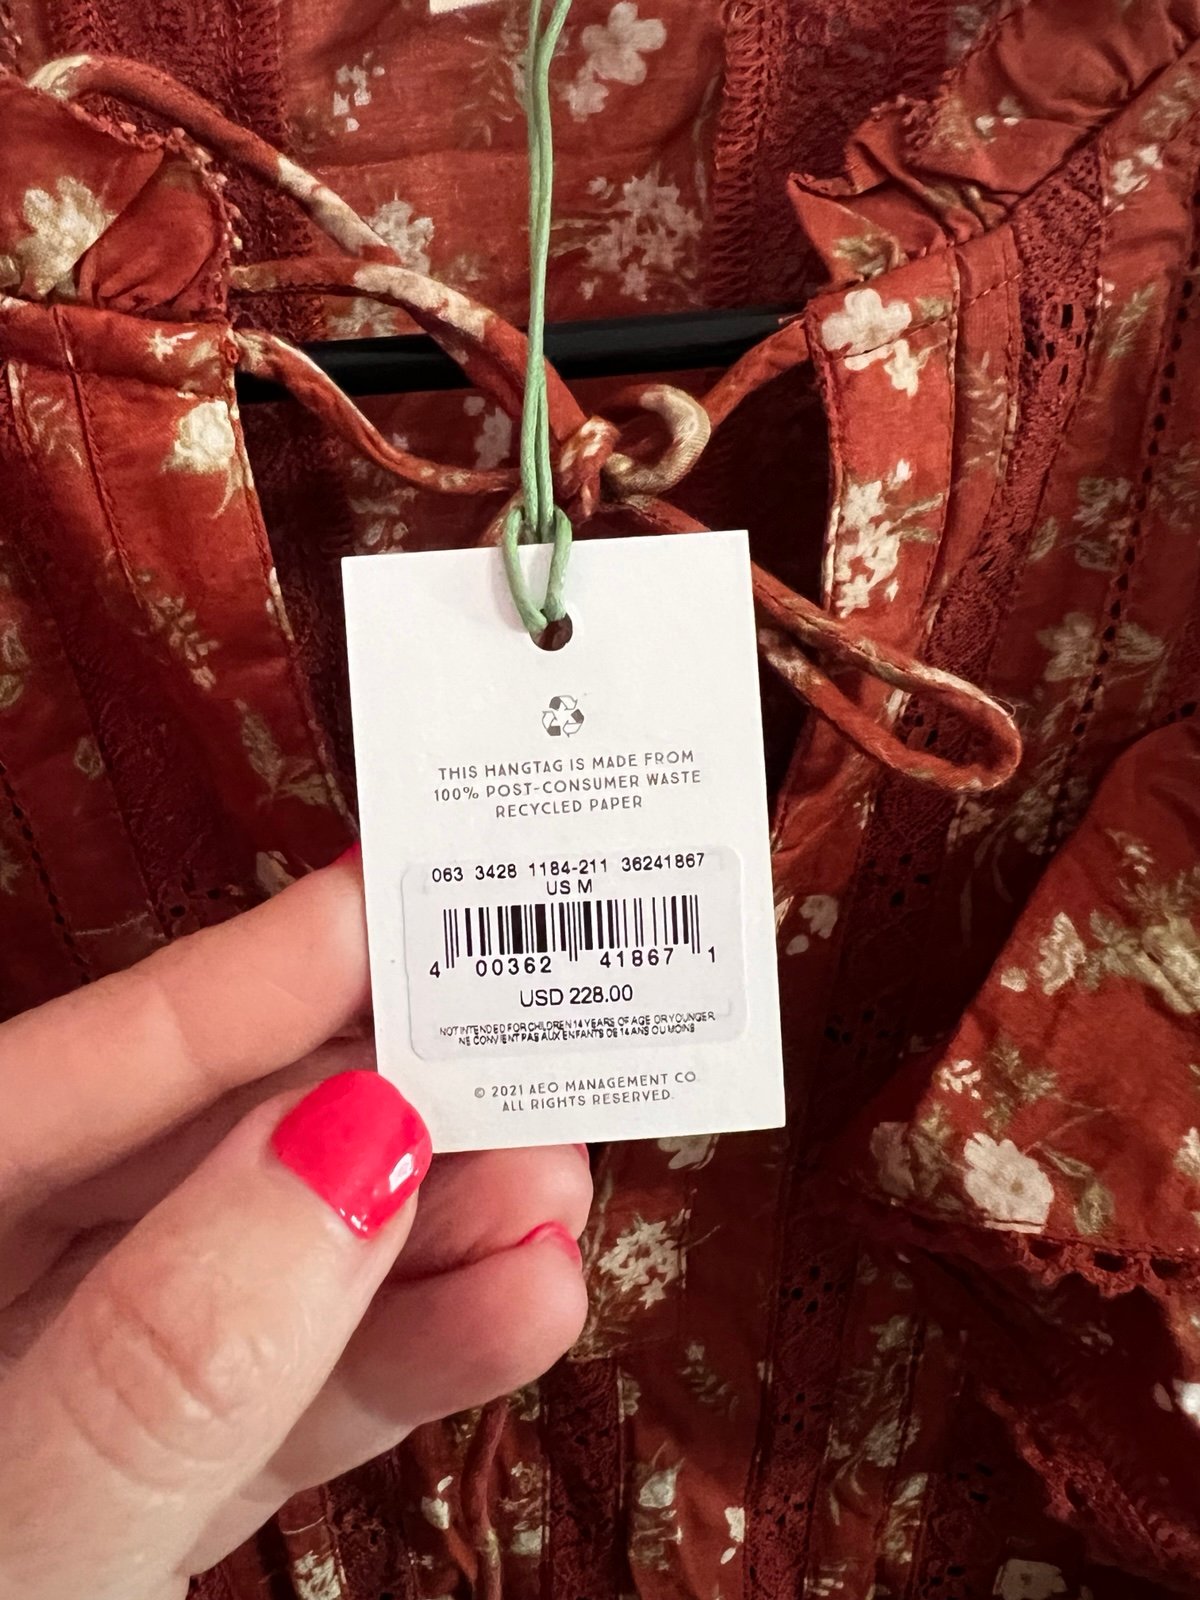 THIS HANGTAG IS MADE FROM
100% POST-CONSUMER WASTE
RECYCLED PAPER
063 3428 1184-211 36241867
US M
4 00362 41867 1
USD 228.00
NOT INTENDED FOR CHILDREN 14 YEARS OF AGE OR YOUNGER
NE CONVIENT PAS AUX ENFANTS DE 14 ANS OU MOINS
© 2021 AEO MANAGEMENT CO.
ALL RIGHTS RESERVED.